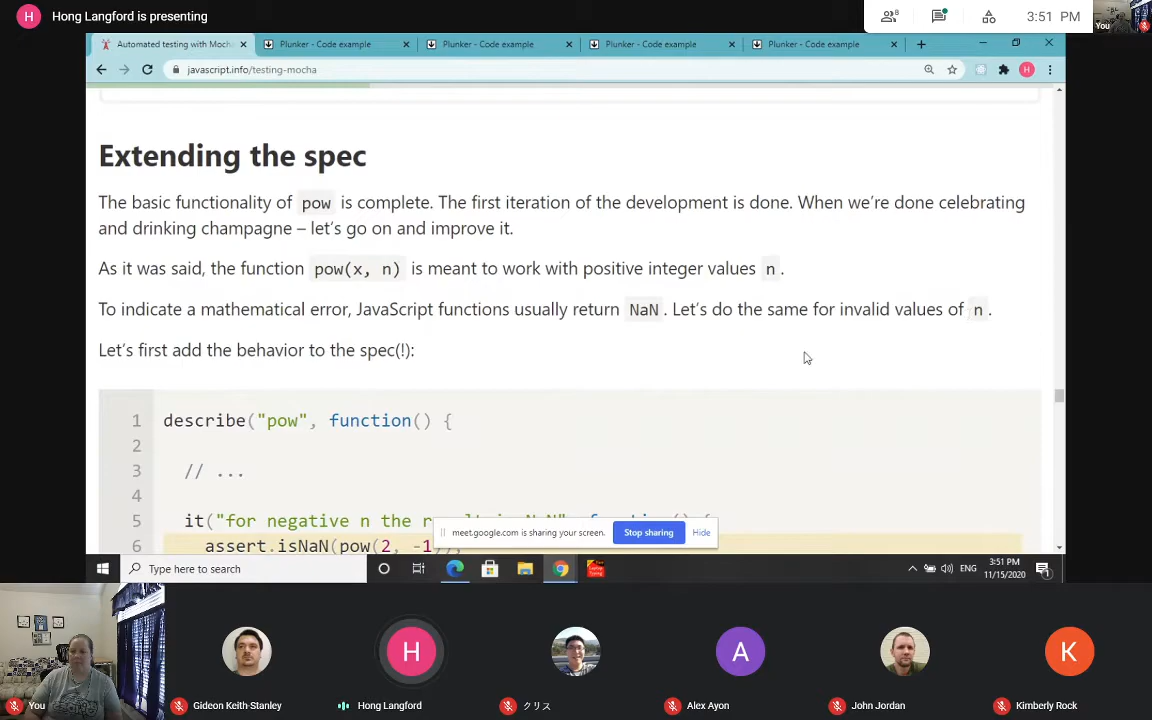 H Hong Langford is presenting
8
3:51 PM
You
Automated testing with Moch
Plunker - Code example
Plunker - Code example
Plunker - Code example
Plunker - Code example
javascript.info/testing-mocha
H
Extending the spec
The basic functionality of pow is complete. The first iteration of the development is done. When we're done celebrating
and drinking champagne – let's go on and improve it.
As it was said, the function pow(x, n) is meant to work with positive integer values n.
To indicate a mathematical error, JavaScript functions usually return NaN. Let's do the same for invalid values of n.
Let's first add the behavior to the spec(!):
1 describe("pow", function() {
2
3 // ...
4
5 it("for negative n the r
6 assert.isNaN(pow(2, -1));
meet.google.com is sharing your screen. Stop sharing Hide
Type here to search
ENG
3:51 PM
11/15/2020
1
H
A
K
You
Gideon Keith-Stanley
Hong Langford
クリス
Alex Ayon
John Jordan
Kimberly Rock